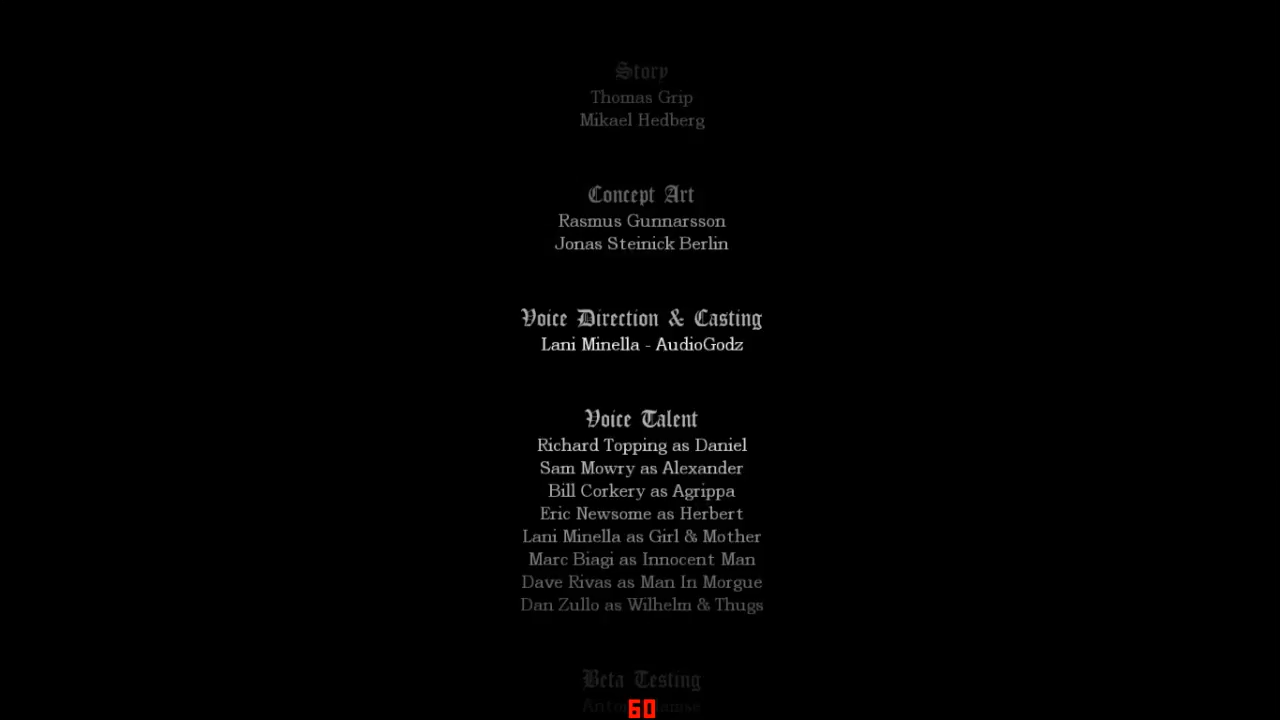 Story
Thomas Grip
Mikael Hedberg
Concept Art
Rasmus Gunnarsson
Jonas Steinick Berlin
Voice Direction & Casting
Lani Minella - AudioGodz
Voice Talent
Richard Topping as Daniel
Sam Mowry as Alexander
Bill Corkery as Agrippa
Eric Newsome as Herbert
Lani Minella as Girl & Mother
Marc Biagi as Innocent Man
Dave Rivas as Man In Morgue
Dan Zullo as Wilhelm & Thugs
Beta Testing
60